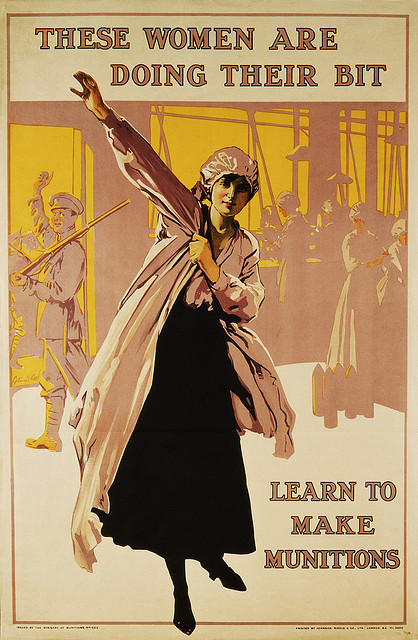 THESE WOMEN ARE
DOING THEIR BIT
LEARN TO
MAKE
MUNITIONS